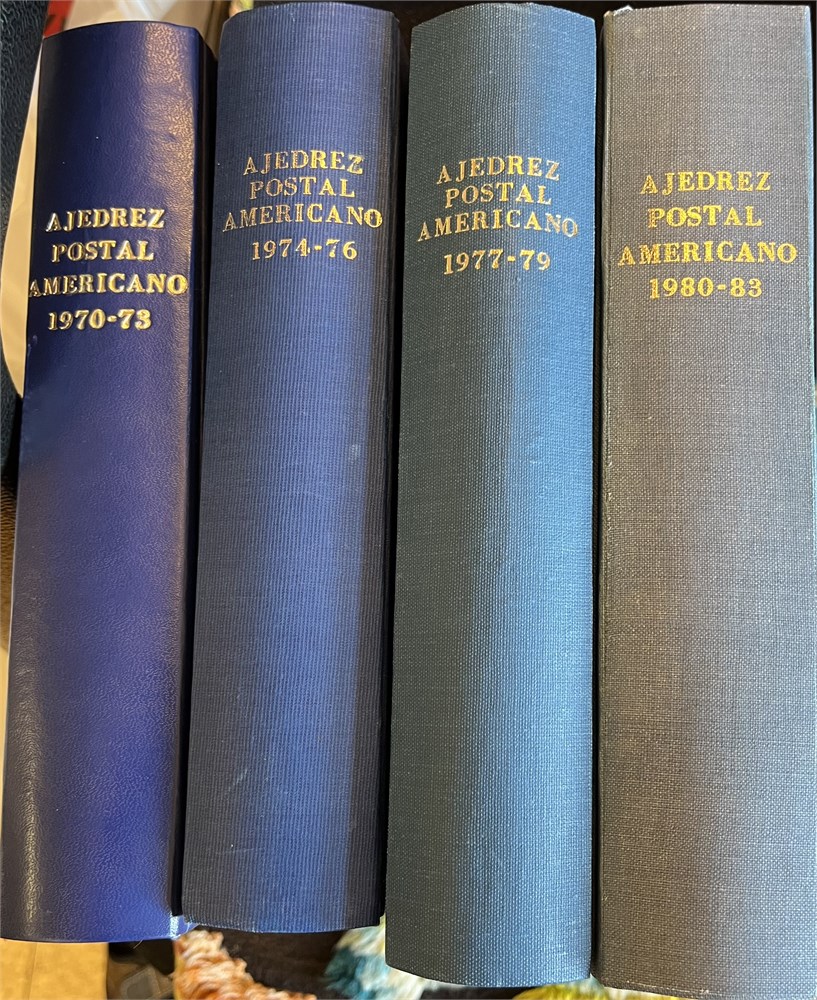 AJEDREZ
POSTAL
AMERICANO
1970-73
AJEDREZ
POSTAL
AMERICANO
1974-76
AJEDREZ
POSTAL
AMERICANO
1977-79
AJEDREZ
POSTAL
AMERICANO
1980-83